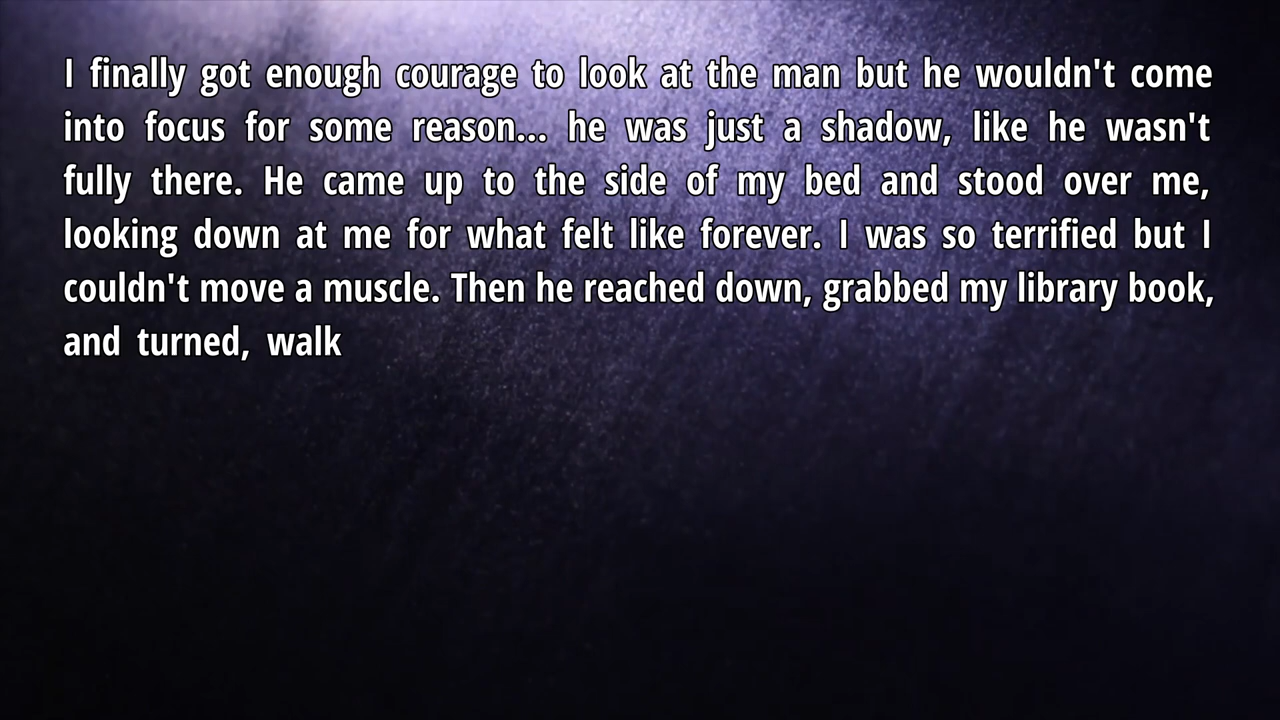 I finally got enough courage to look at the man but he wouldn't come
into focus for some reason... he was just a shadow, like he wasn't
fully there. He came up to the side of my bed and stood over me,
looking down at me for what felt like forever. I was so terrified but I
couldn't move a muscle. Then he reached down, grabbed my library book,
and turned, walk